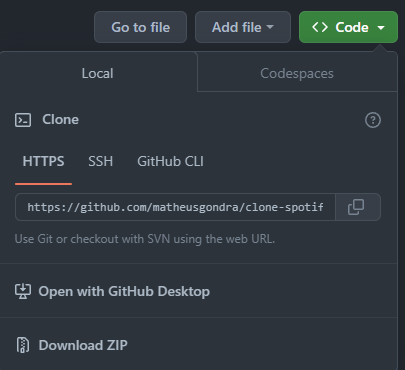 Go to file Add file <> Code
Local Codespaces
Clone
HTTPS SSH GitHub CLI
https://github.com/matheusgondra/clone-spotif
Use Git or checkout with SVN using the web URL.
Open with GitHub Desktop
Download ZIP